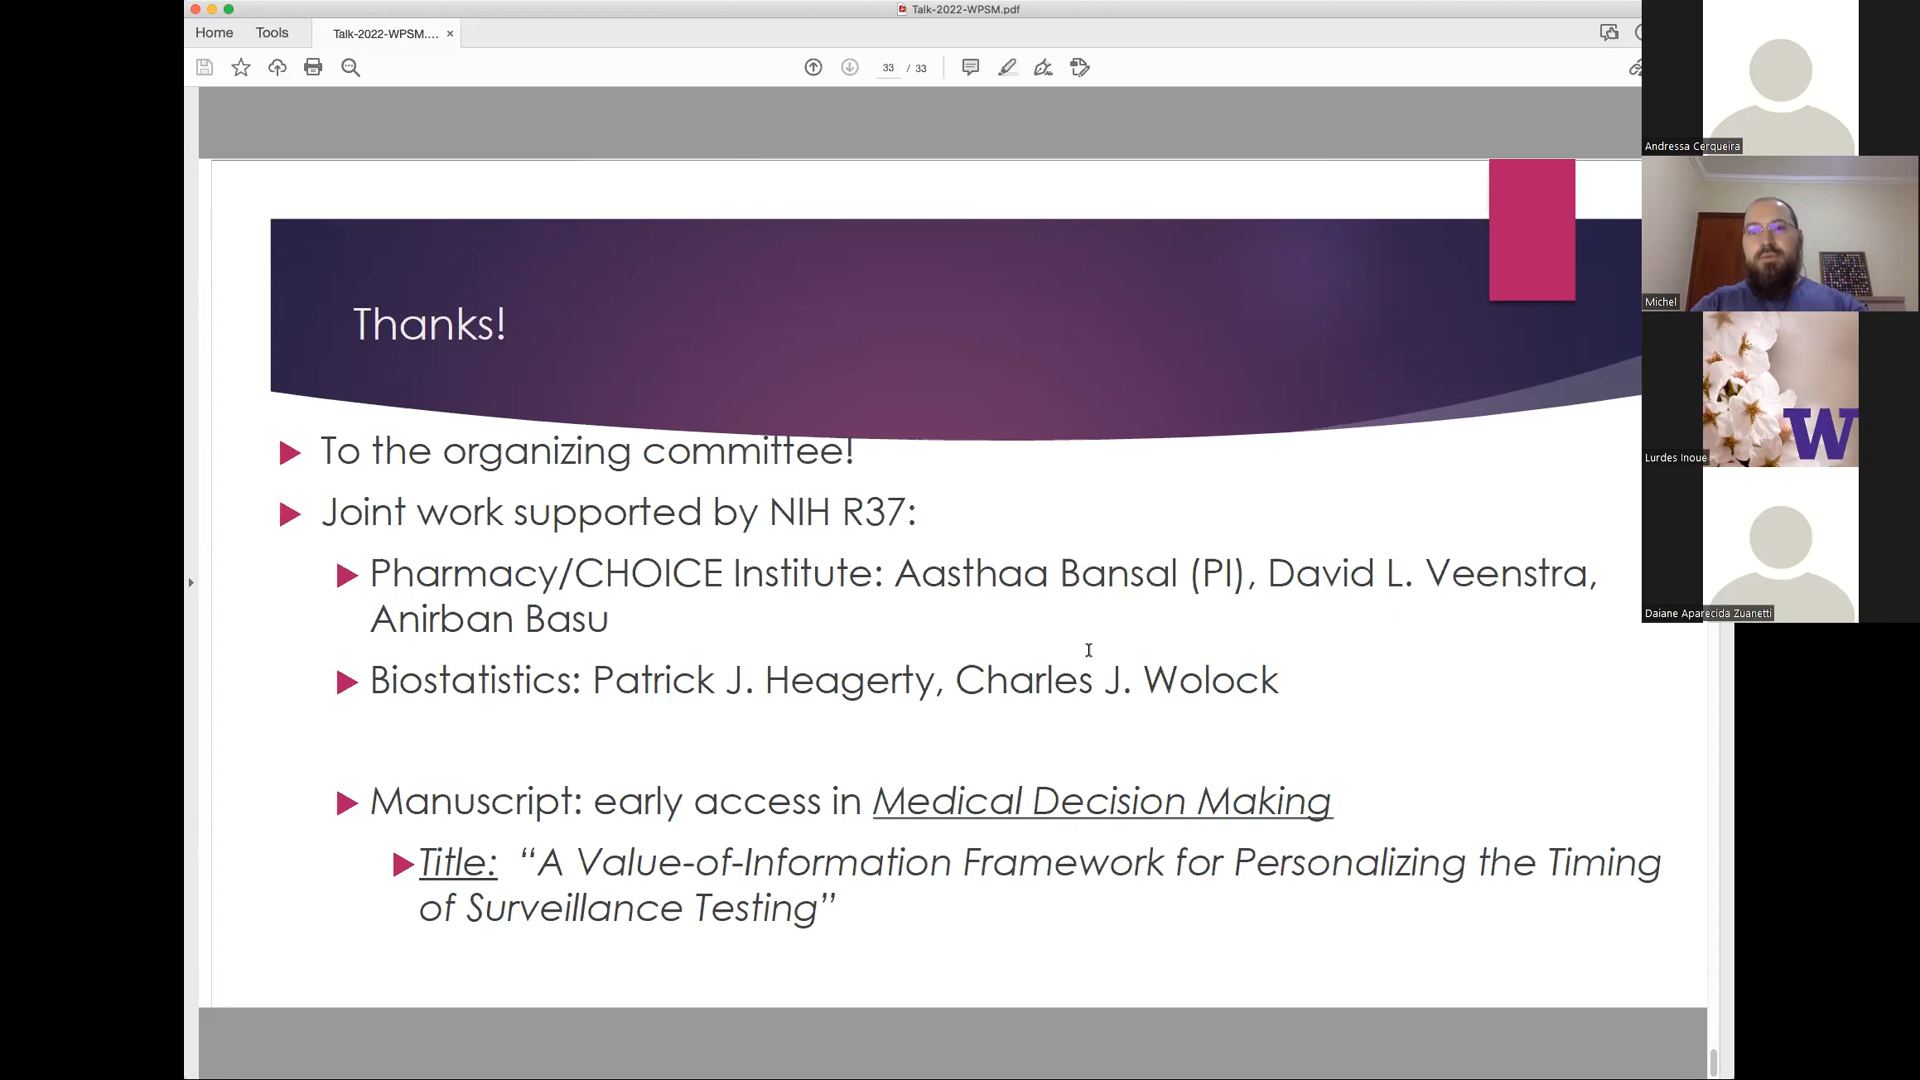 Talk-2022-WPSM.pdf
Home
Tools
Talk-2022-WPSM....
×
33 / 33
Thanks!
To the organizing committee!
Joint work supported by NIH R37:
Pharmacy/CHOICE Institute: Aasthaa Bansal (PI), David L. Veenstra,
Anirban Basu
Biostatistics: Patrick J. Heagerty, Charles J. Wolock
Manuscript: early access in Medical Decision Making
Title: “A Value-of-Information Framework for Personalizing the Timing
of Surveillance Testing”
Andressa Cerqueira
Michel
W
Lurdes Inoue
Daiane Aparecida Zuanetti